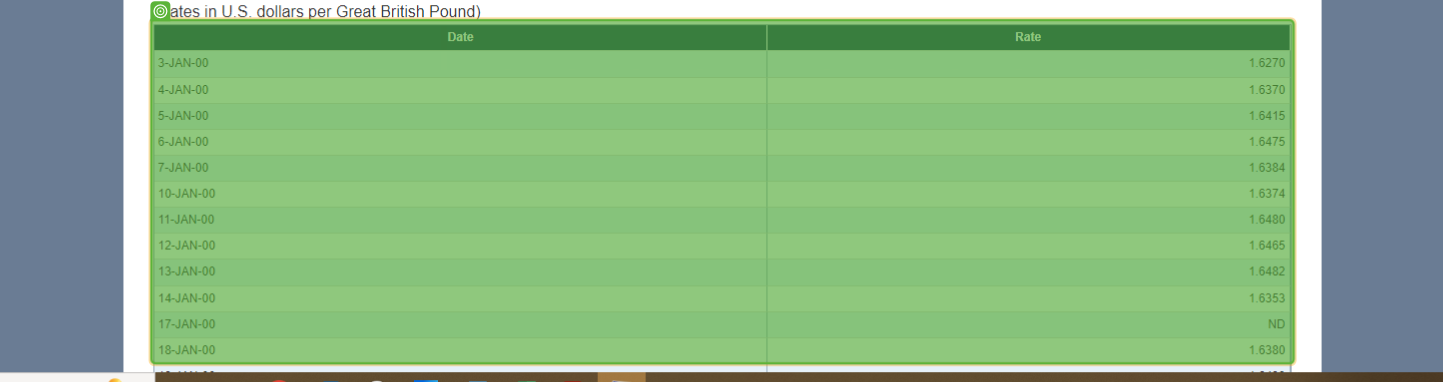 ates in U.S. dollars per Great British Pound)
Date Rate
3-JAN-00 1.6270
4-JAN-00 1.6370
5-JAN-00 1.6415
6-JAN-00 1.6475
7-JAN-00 1.6384
10-JAN-00 1.6374
11-JAN-00 1.6480
12-JAN-00 1.6465
13-JAN-00 1.6482
14-JAN-00 1.6353
17-JAN-00 ND
18-JAN-00 1.6380